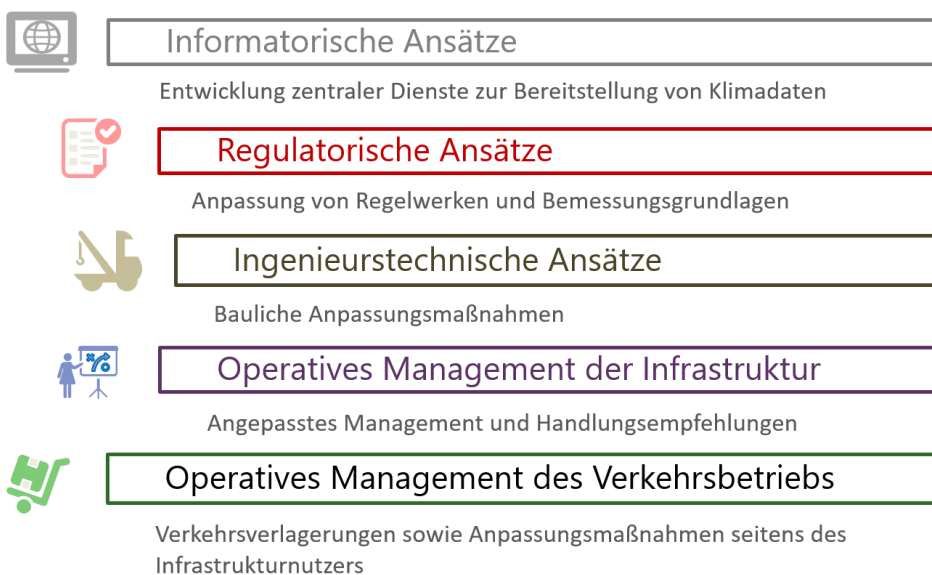 Informatorische Ansätze
Entwicklung zentraler Dienste zur Bereitstellung von Klimadaten
Regulatorische Ansätze
Anpassung von Regelwerken und Bemessungsgrundlagen
Ingenieurstechnische Ansätze
Bauliche Anpassungsmaßnahmen
Operatives Management der Infrastruktur
Angepasstes Management und Handlungsempfehlungen
Operatives Management des Verkehrsbetriebs
Verkehrsverlagerungen sowie Anpassungsmaßnahmen seitens des
Infrastrukturnutzers